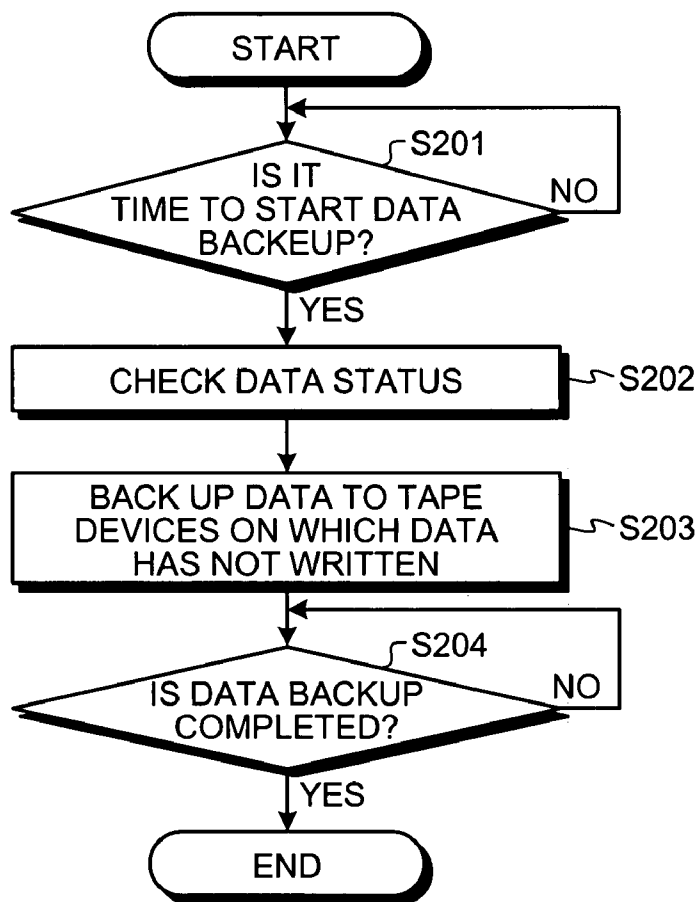 START
S201
IS IT
TIME TO START DATA
BACKEUP?
NO
YES
CHECK DATA STATUS
S202
BACK UP DATA TO TAPE
DEVICES ON WHICH DATA
HAS NOT WRITTEN
S203
S204
IS DATA BACKUP
COMPLETED?
NO
YES
END